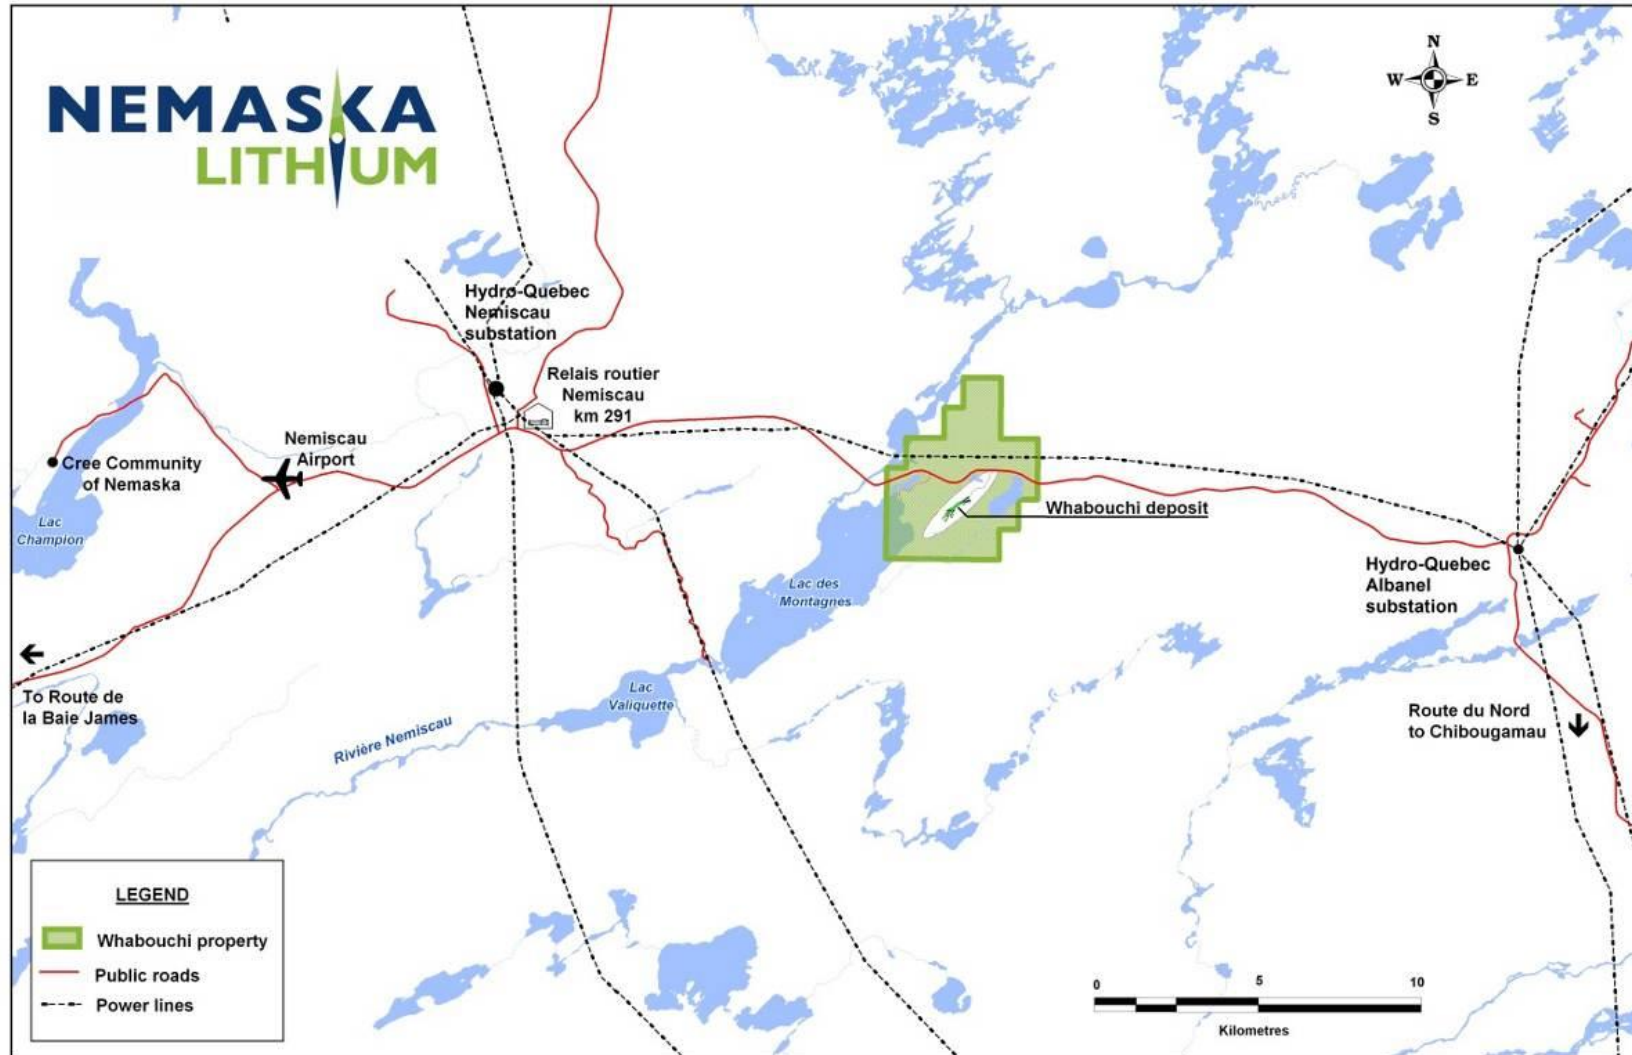 NEMASKA
LITHIUM
N
W E
S
Hydro-Quebec
Nemiscau
substation
Relais routier
Nemiscau
km 291
Nemiscau
Airport
Cree Community
of Nemaska
Lac
Champion
Whabouchi deposit
Lac des
Montagnes
Hydro-Quebec
Albanel
substation
To Route de
la Baie James
Lac
Valiquette
Rivière Nemiscau
Route du Nord
to Chibougamau
LEGEND
Whabouchi property
Public roads
Power lines
0 5 10
Kilometres